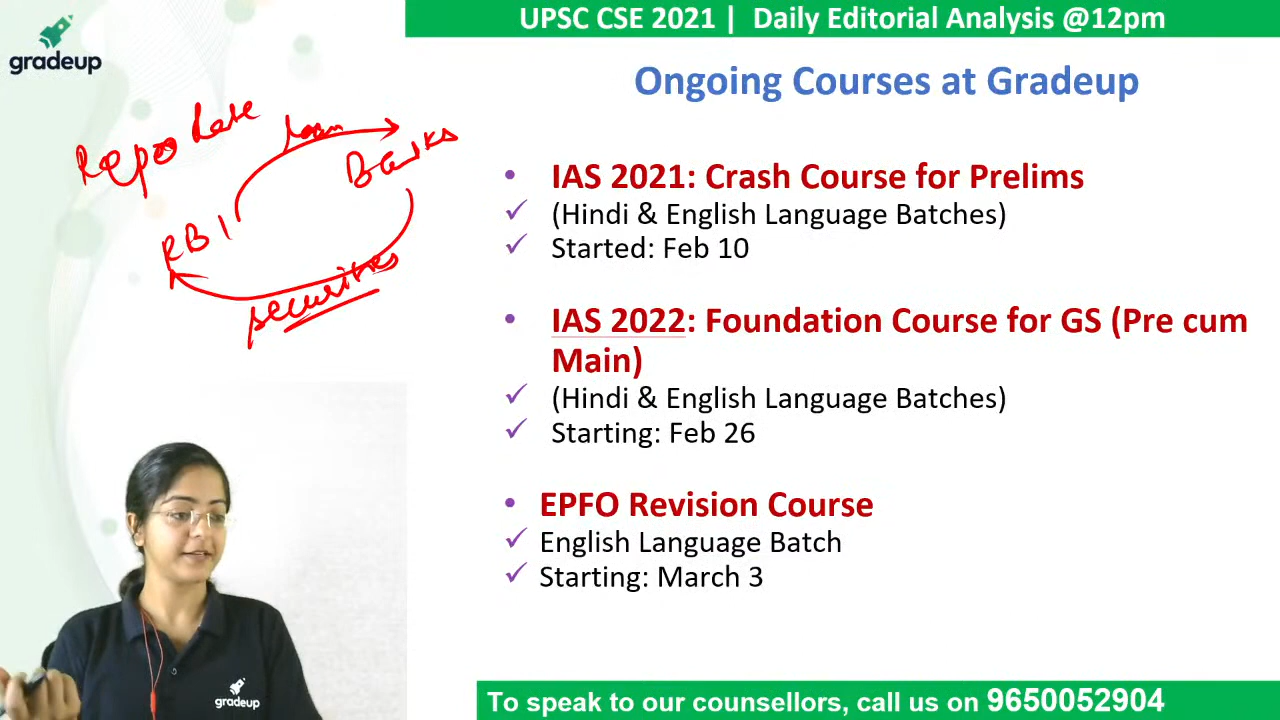 UPSC CSE 2021 | Daily Editorial Analysis @12pm
gradeup
Ongoing Courses at Gradeup
Repo Rate
loan
Banks
RBI
securities
• IAS 2021: Crash Course for Prelims
✓ (Hindi & English Language Batches)
✓ Started: Feb 10
• IAS 2022: Foundation Course for GS (Pre cum
Main)
✓ (Hindi & English Language Batches)
✓ Starting: Feb 26
• EPFO Revision Course
✓ English Language Batch
✓ Starting: March 3
gradeup
To speak to our counsellors, call us on 9650052904